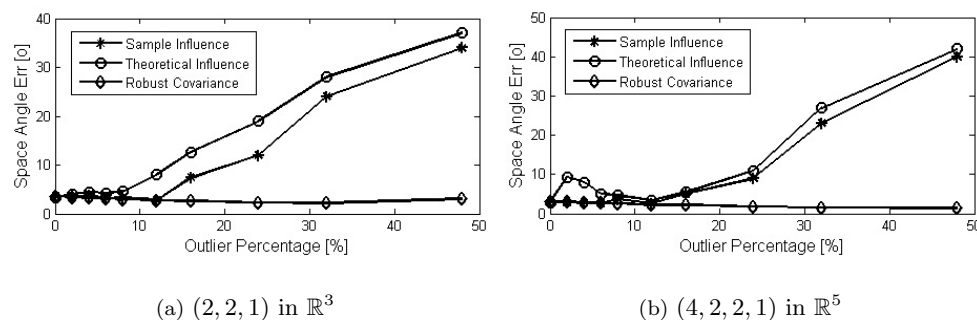 40
30
20
10
0
Space Angle Err [o]
Sample Influence
Theoretical Influence
Robust Covariance
0 10 20 30 40 50
Outlier Percentage [%]
(a) (2, 2, 1) in ℝ³
50
40
30
20
10
0
Space Angle Err] [o]
Sample Influence
Theoretical Influence
Robust Covariance
0 10 20 30 40 50
Outlier Percentage [%]
(b) (4, 2, 2, 1) in ℝ⁵